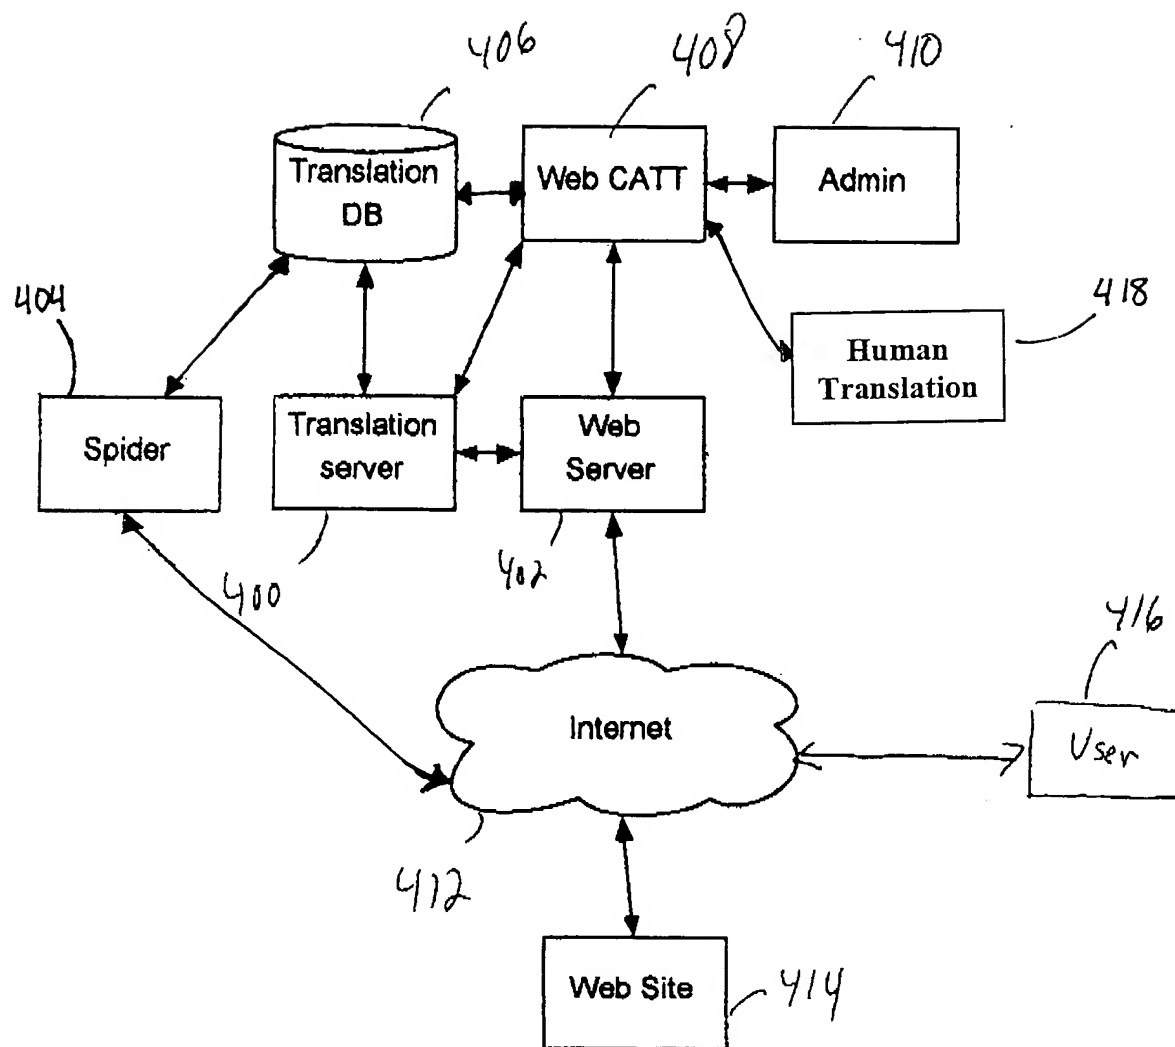 406
408
410
Translation
DB
Web CATT
Admin
404
418
Human
Translation
Spider
Translation
server
Web
Server
400
402
416
Internet
User
412
Web Site
414